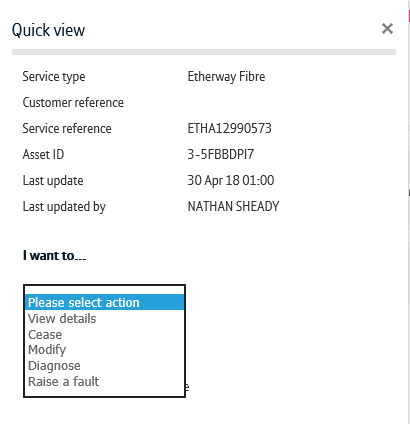 Quick view
Service type Etherway Fibre
Customer reference
Service reference ETHA12990573
Asset ID 3-5FBBDPI7
Last update 30 Apr 18 01:00
Last updated by NATHAN SHEADY
I want to...
Please select action
View details
Cease
Modify
Diagnose
Raise a fault